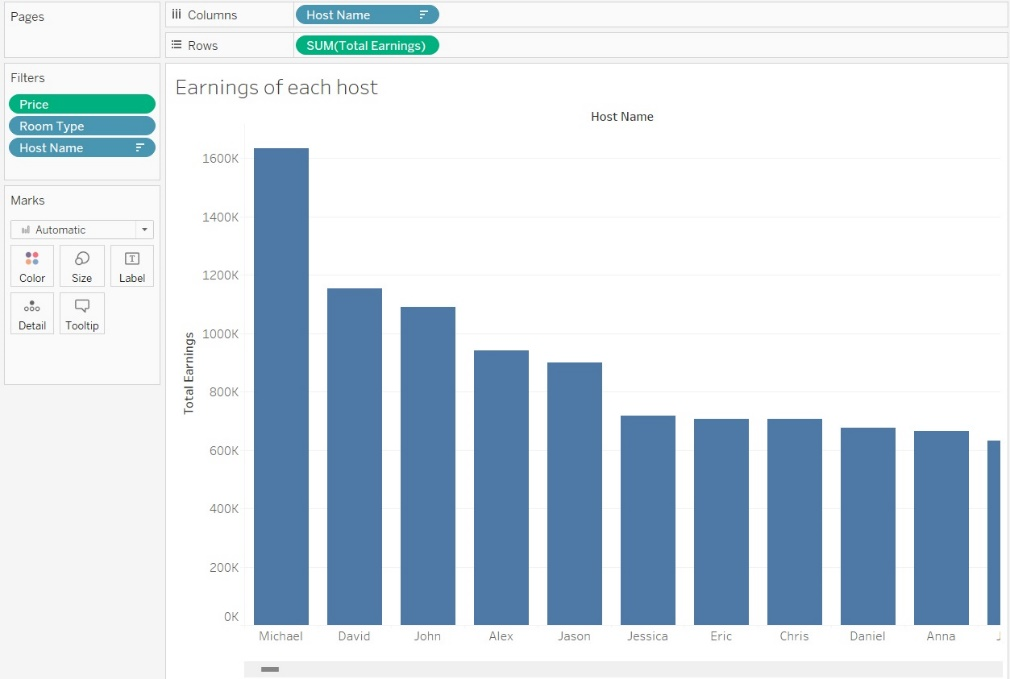 Pages
Columns
Host Name
Rows
SUM(Total Earnings)
Filters
Price
Room Type
Host Name
Marks
Automatic
Color
Size
Label
T
Detail
Tooltip
Earnings of each host
Host Name
Total Earnings
1600K
1400K
1200K
1000K
800K
600K
400K
200K
0K
Michael David John Alex Jason Jessica Eric Chris Daniel Anna